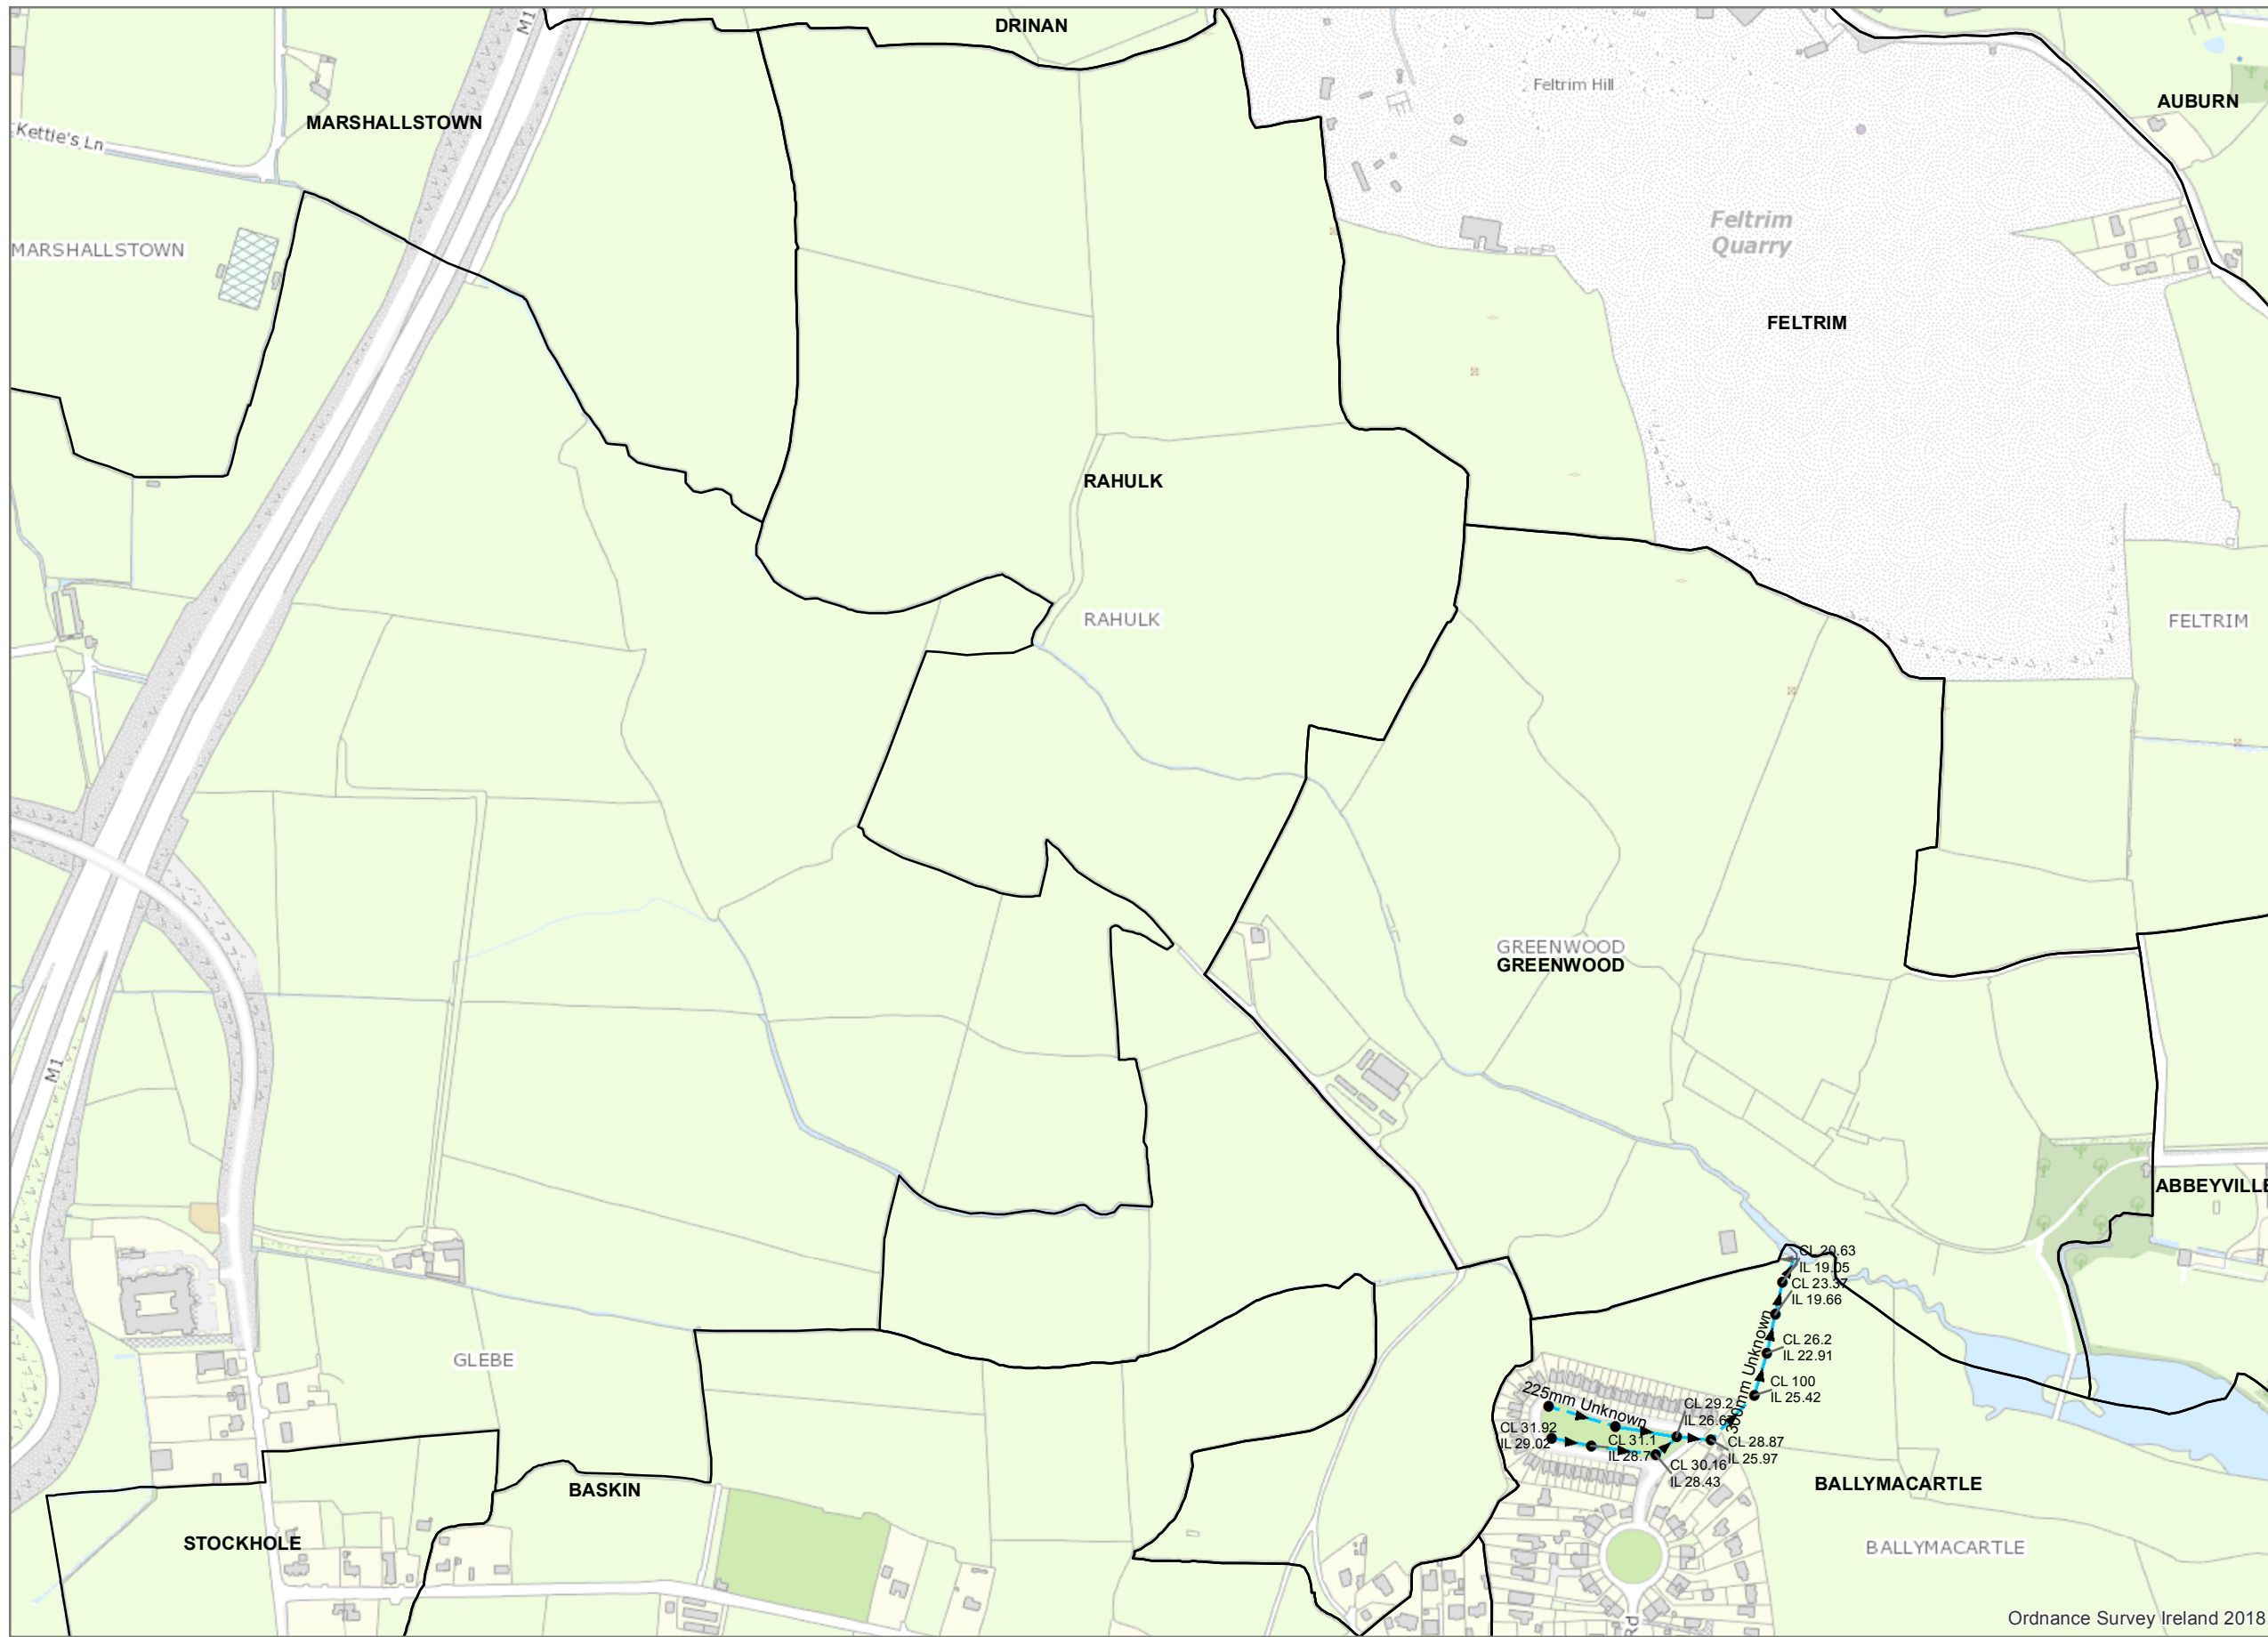 M1
DRINAN
Feltrim Hill
AUBURN
MARSHALLSTOWN
Kettle's Ln
Feltrim
Quarry
MARSHALLSTOWN
FELTRIM
RAHULK
RAHULK
FELTRIM
GREENWOOD
GREENWOOD
M1
ABBEYVILLE
CL 20.63
IL 19.05
CL 23.37
IL 19.66
CL 26.2
IL 22.91
GLEBE
CL 100
IL 25.42
225mm Unknown
CL 29.2
CL 31.92
IL 29.02
CL 31.1
IL 28.7
CL 28.87
IL 25.97
CL 30.16
IL 28.43
BASKIN
BALLYMACARTLE
STOCKHOLE
BALLYMACARTLE
Ordnance Survey Ireland 2018
Rd